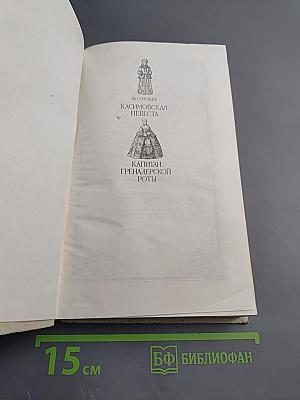 Вс. СОЛОВЬЕВ
КАСИМОВСКАЯ
НЕВЕСТА
КАПИТАН
ГРЕНАДЕРСКОЙ
РОТЫ
15 см
БФ БИБЛИОФАН